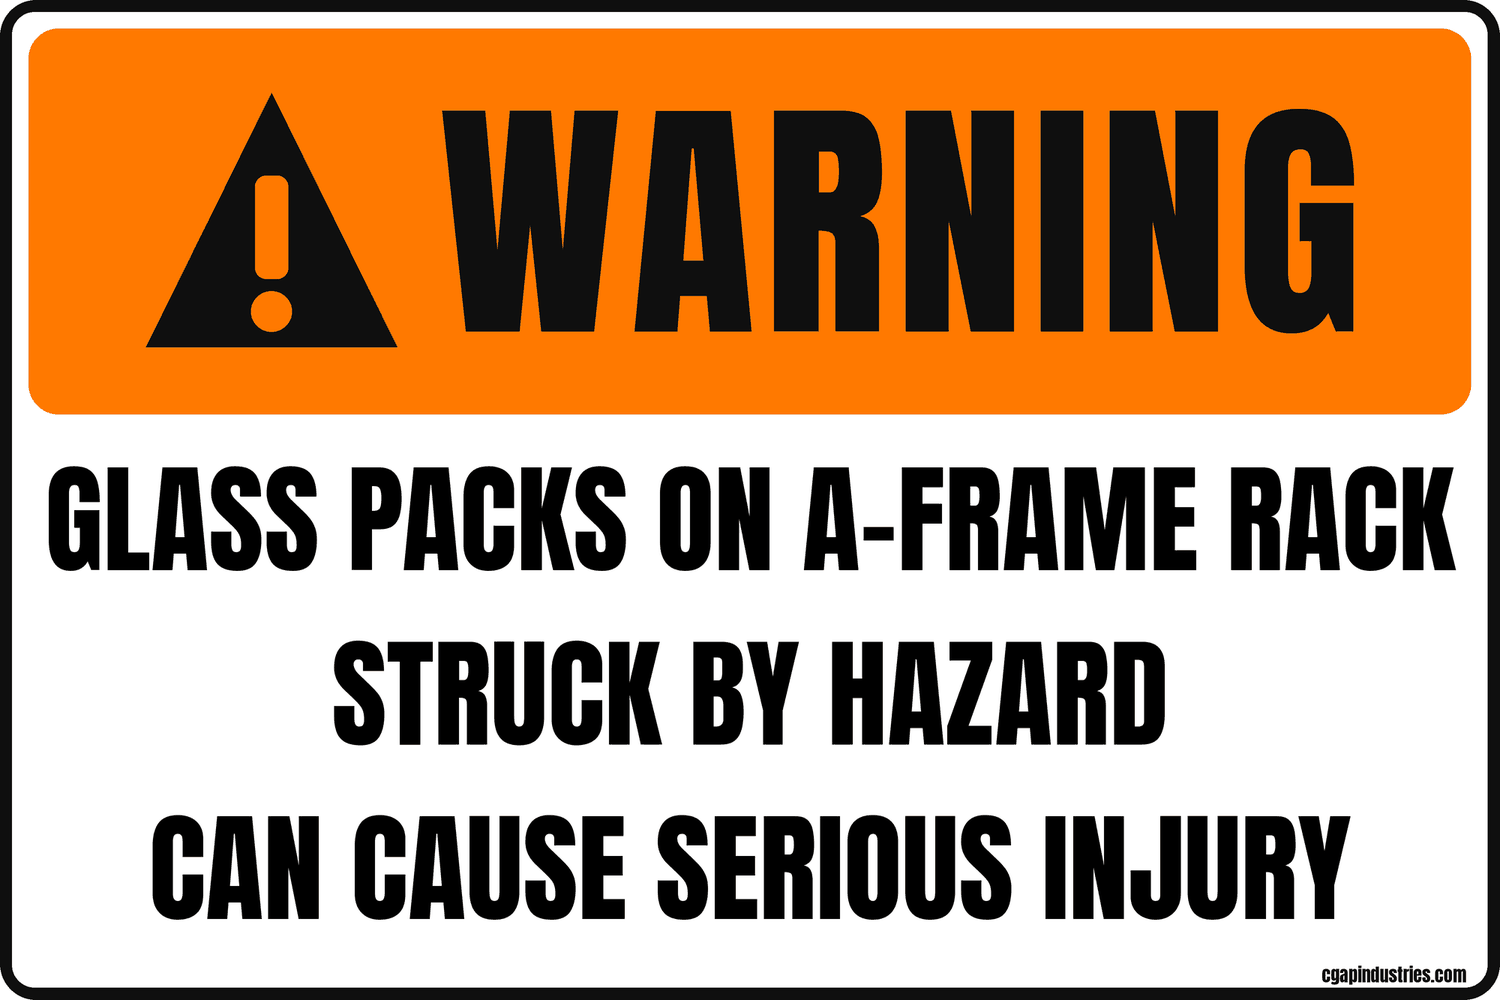 WARNING
GLASS PACKS ON A-FRAME RACK
STRUCK BY HAZARD
CAN CAUSE SERIOUS INJURY
cgapindustries.com